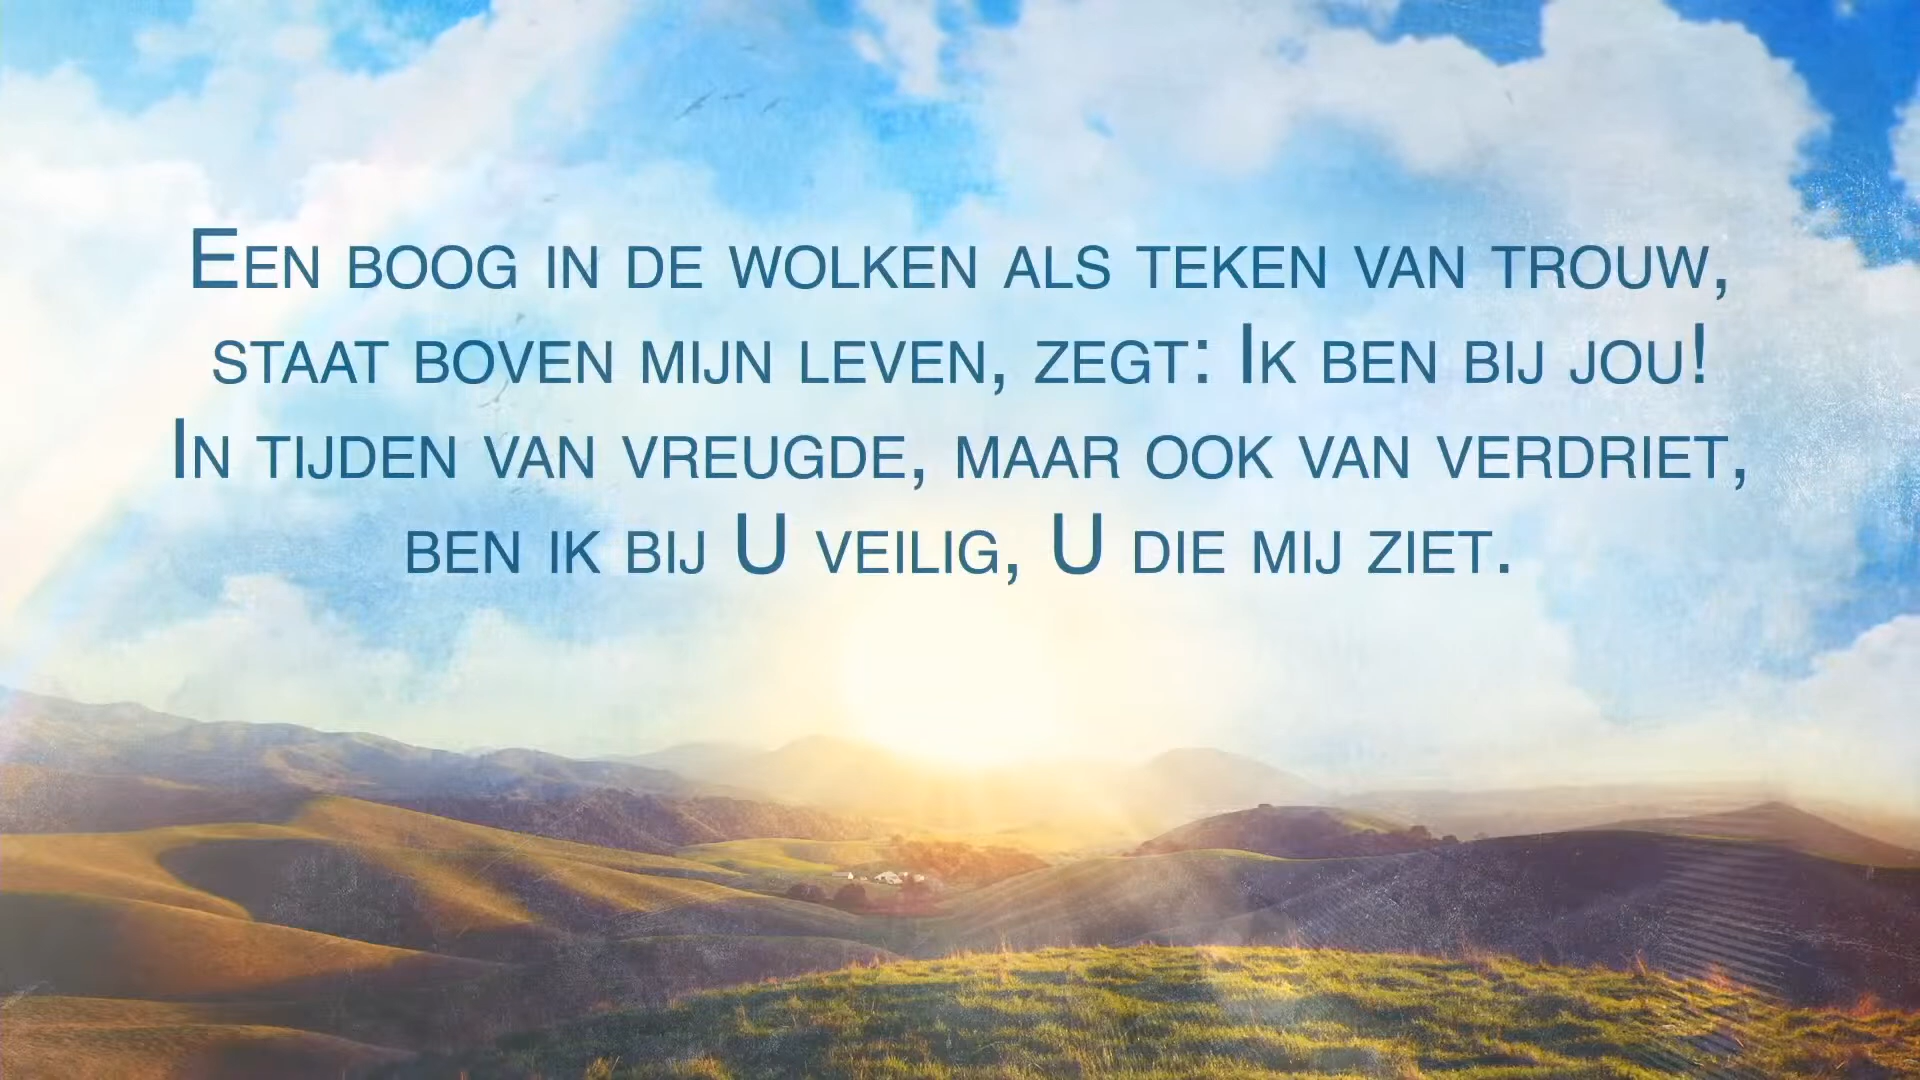 Een boog in de wolken als teken van trouw,
staat boven mijn leven, zegt: Ik ben bij jou!
In tijden van vreugde, maar ook van verdriet,
ben ik bij U veilig, U die mij ziet.